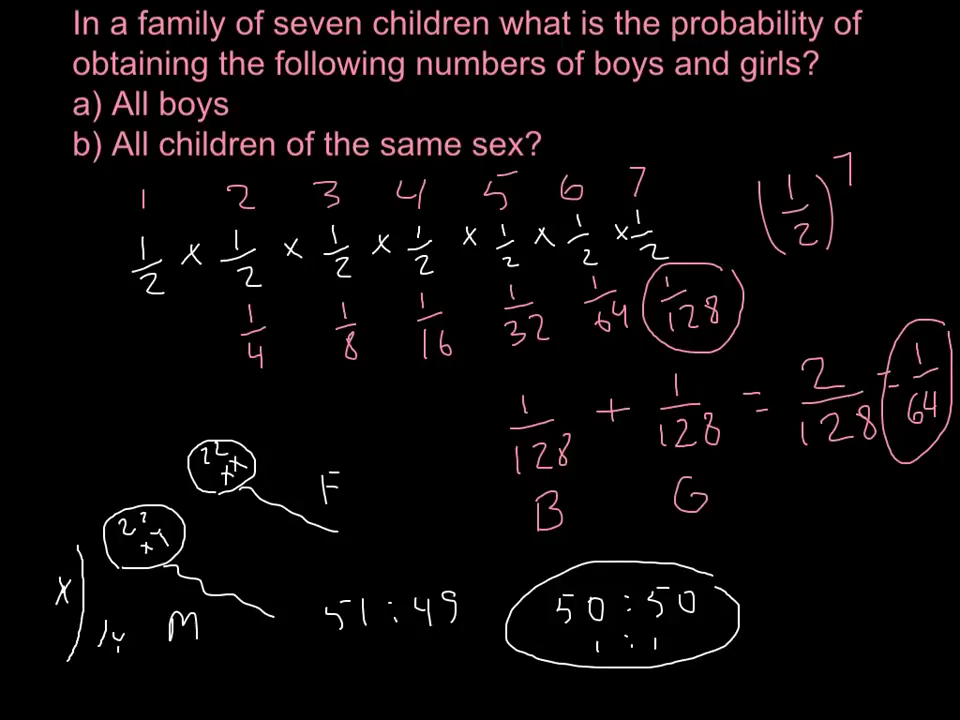 In a family of seven children what is the probability of
obtaining the following numbers of boys and girls?
a) All boys
b) All children of the same sex?
1 2 3 4 5 6 7
1/2 × 1/2 × 1/2 × 1/2 × 1/2 × 1/2 × 1/2
(1/2)^7
1/4 1/8 1/16 1/32 1/64 1/128
1/128 + 1/128 = 2/128 = 1/64
B G
22
xx
F
22
xy
x
M
51 : 49
50 : 50
1 : 1